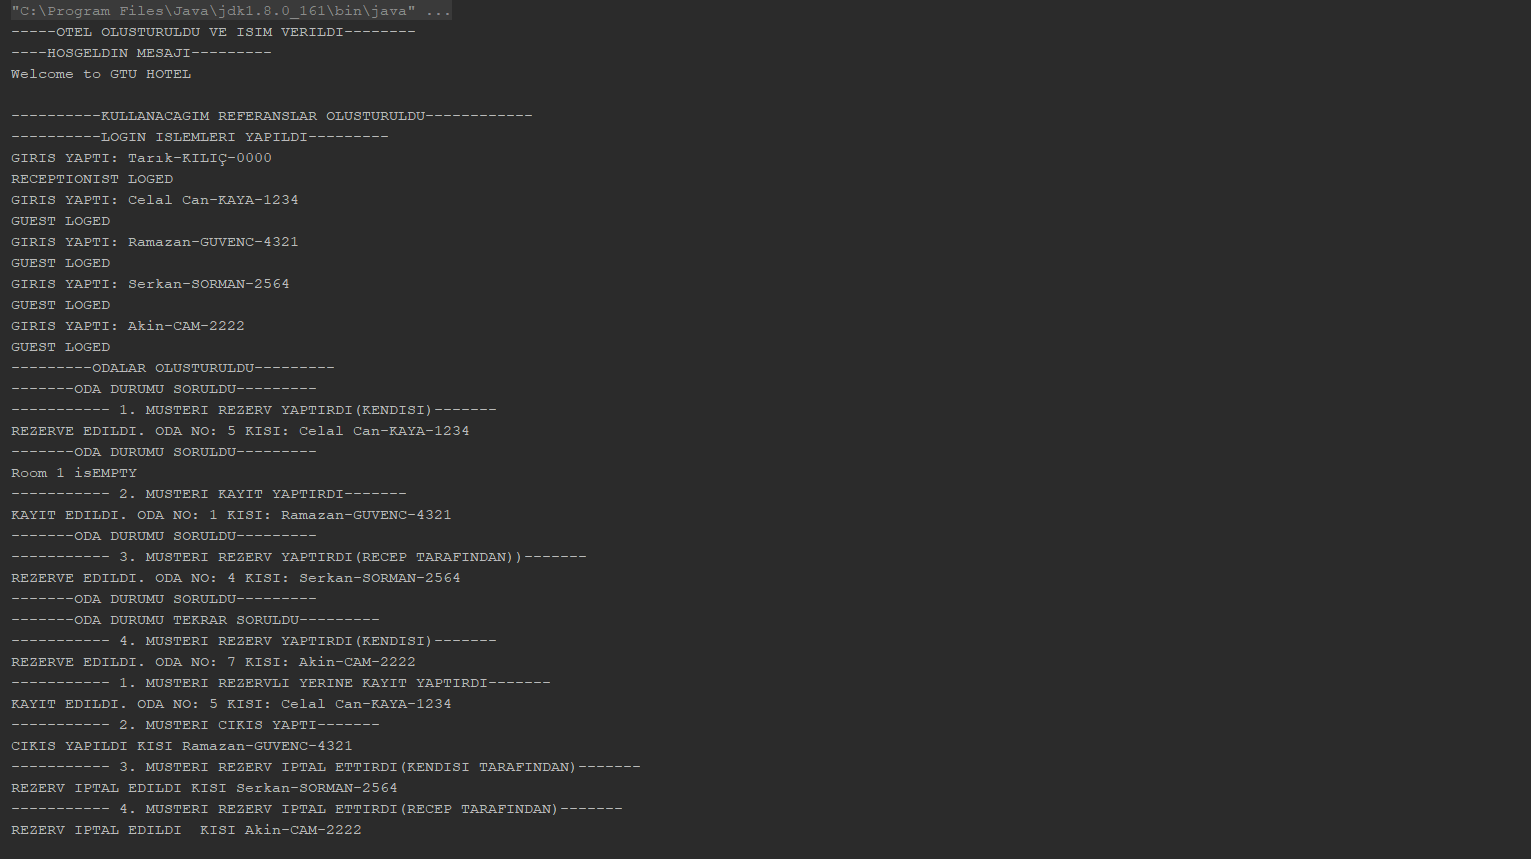 "C:\Program Files\Java\jdk1.8.0_161\bin\java" ...
-----OTEL OLUSTURULDU VE ISIM VERILDI--------
----HOSGELDIN MESAJI---------
Welcome to GTU HOTEL
----------KULLANACAGIM REFERANSLAR OLUSTURULDU------------
----------LOGIN ISLEMLERI YAPILDI---------
GIRIS YAPTI: Tarık-KILIÇ-0000
RECEPTIONIST LOGED
GIRIS YAPTI: Celal Can-KAYA-1234
GUEST LOGED
GIRIS YAPTI: Ramazan-GUVENC-4321
GUEST LOGED
GIRIS YAPTI: Serkan-SORMAN-2564
GUEST LOGED
GIRIS YAPTI: Akin-CAM-2222
GUEST LOGED
---------ODALAR OLUSTURULDU---------
-------ODA DURUMU SORULDU---------
----------- 1. MUSTERI REZERV YAPTIRDI(KENDISI)-------
REZERVE EDILDI. ODA NO: 5 KISI: Celal Can-KAYA-1234
-------ODA DURUMU SORULDU---------
Room 1 isEMPTY
----------- 2. MUSTERI KAYIT YAPTIRDI-------
KAYIT EDILDI. ODA NO: 1 KISI: Ramazan-GUVENC-4321
-------ODA DURUMU SORULDU---------
----------- 3. MUSTERI REZERV YAPTIRDI(RECEP TARAFINDAN))-------
REZERVE EDILDI. ODA NO: 4 KISI: Serkan-SORMAN-2564
-------ODA DURUMU SORULDU---------
-------ODA DURUMU TEKRAR SORULDU---------
----------- 4. MUSTERI REZERV YAPTIRDI(KENDISI)-------
REZERVE EDILDI. ODA NO: 7 KISI: Akin-CAM-2222
----------- 1. MUSTERI REZERVLI YERINE KAYIT YAPTIRDI-------
KAYIT EDILDI. ODA NO: 5 KISI: Celal Can-KAYA-1234
----------- 2. MUSTERI CIKIS YAPTI-------
CIKIS YAPILDI KISI Ramazan-GUVENC-4321
----------- 3. MUSTERI REZERV IPTAL ETTIRDI(KENDISI TARAFINDAN)-------
REZERV IPTAL EDILDI KISI Serkan-SORMAN-2564
----------- 4. MUSTERI REZERV IPTAL ETTIRDI(RECEP TARAFINDAN)-------
REZERV IPTAL EDILDI  KISI Akin-CAM-2222